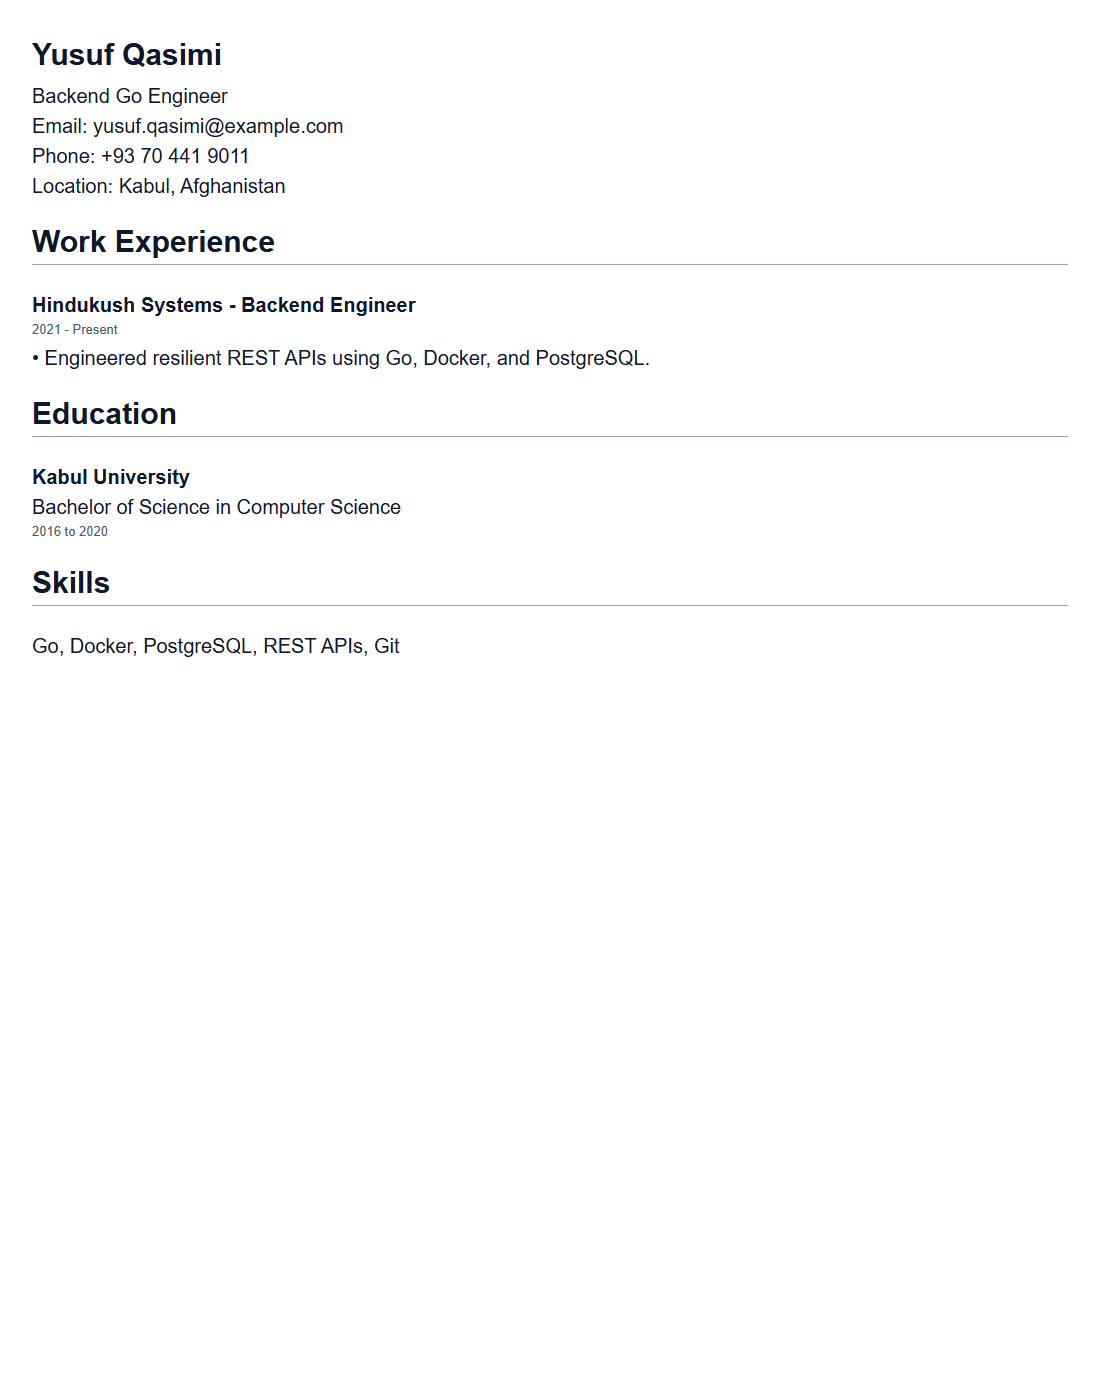 Yusuf Qasimi
Backend Go Engineer
Email: yusuf.qasimi@example.com
Phone: +93 70 441 9011
Location: Kabul, Afghanistan
Work Experience
Hindukush Systems - Backend Engineer
2021 - Present
• Engineered resilient REST APIs using Go, Docker, and PostgreSQL.
Education
Kabul University
Bachelor of Science in Computer Science
2016 to 2020
Skills
Go, Docker, PostgreSQL, REST APIs, Git